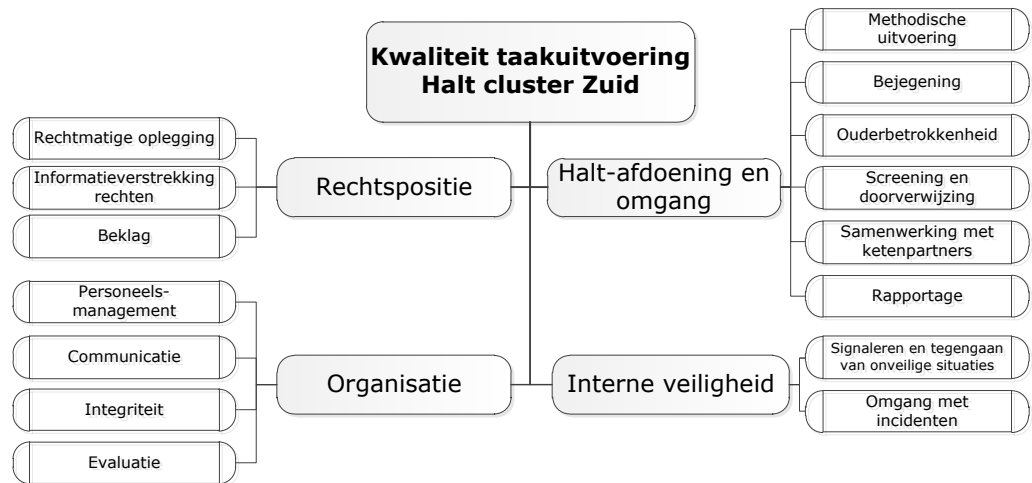 Kwaliteit taakuitvoering
Halt cluster Zuid
Rechtspositie
Rechtmatige oplegging
Informatieverstrekking
rechten
Beklag
Halt-afdoening en
omgang
Methodische
uitvoering
Bejegening
Ouderbetrokkenheid
Screening en
doorverwijzing
Samenwerking met
ketenpartners
Rapportage
Organisatie
Personeels-
management
Communicatie
Integriteit
Evaluatie
Interne veiligheid
Signaleren en tegengaan
van onveilige situaties
Omgang met
incidenten